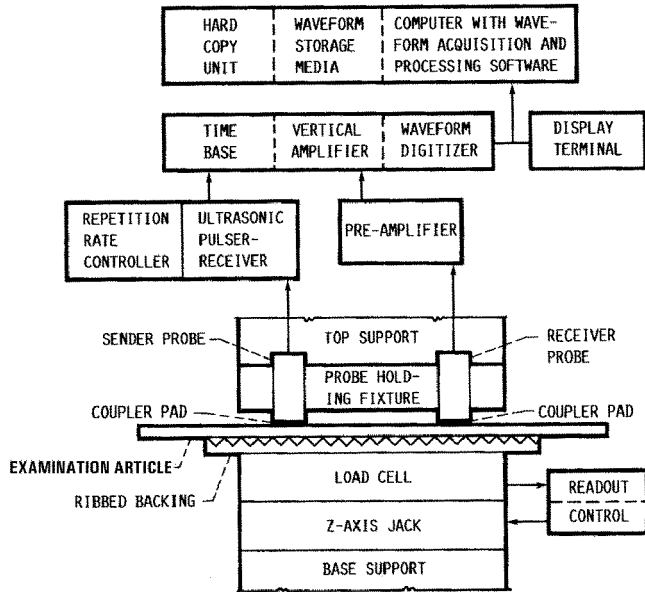 HARD
COPY
UNIT
WAVEFORM
STORAGE
MEDIA
COMPUTER WITH WAVE-
FORM ACQUISITION AND
PROCESSING SOFTWARE
TIME
BASE
VERTICAL
AMPLIFIER
WAVEFORM
DIGITIZER
DISPLAY
TERMINAL
REPETITION
RATE
CONTROLLER
ULTRASONIC
PULSER-
RECEIVER
PRE-AMPLIFIER
SENDER PROBE
TOP SUPPORT
RECEIVER
PROBE
PROBE HOLD-
ING FIXTURE
COUPLER PAD
COUPLER PAD
EXAMINATION ARTICLE
RIBBED BACKING
LOAD CELL
READOUT
CONTROL
Z-AXIS JACK
BASE SUPPORT